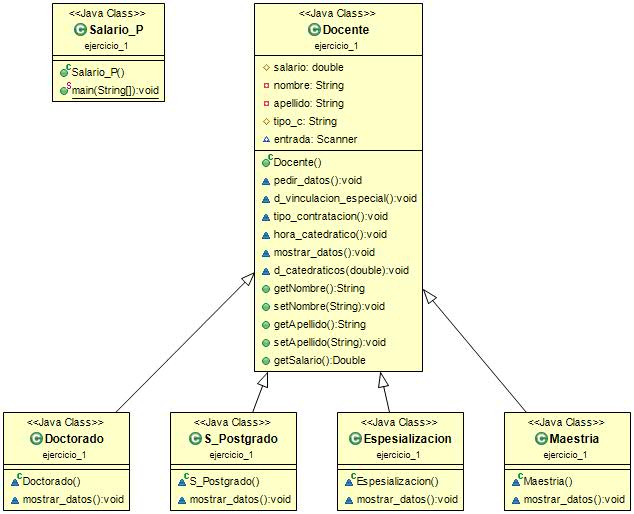 <<Java Class>>
Salario_P
ejercicio_1
Salario_P()
main(String[]):void
<<Java Class>>
Docente
ejercicio_1
salario: double
nombre: String
apellido: String
tipo_c: String
entrada: Scanner
Docente()
pedir_datos():void
d_vinculacion_especial():void
tipo_contratacion():void
hora_catedratico():void
mostrar_datos():void
d_catedraticos(double):void
getNombre():String
setNombre(String):void
getApellido():String
setApellido(String):void
getSalario():Double
<<Java Class>>
Doctorado
ejercicio_1
Doctorado()
mostrar_datos():void
<<Java Class>>
S_Postgrado
ejercicio_1
S_Postgrado()
mostrar_datos():void
<<Java Class>>
Espesializacion
ejercicio_1
Espesializacion()
mostrar_datos():void
<<Java Class>>
Maestria
ejercicio_1
Maestria()
mostrar_datos():void